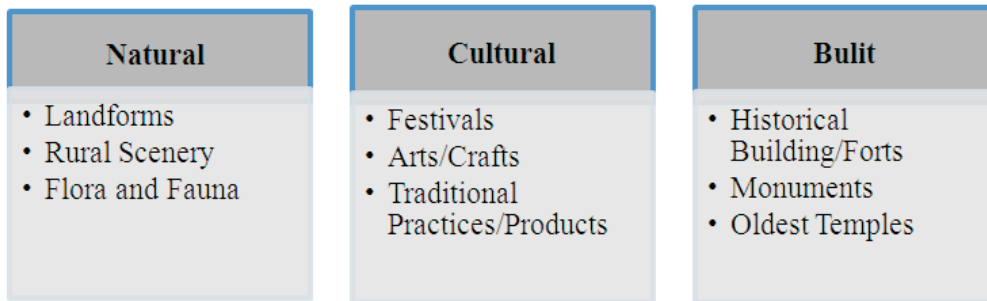 Natural
• Landforms
• Rural Scenery
• Flora and Fauna
Cultural
• Festivals
• Arts/Crafts
• Traditional
Practices/Products
Bulit
• Historical
Building/Forts
• Monuments
• Oldest Temples